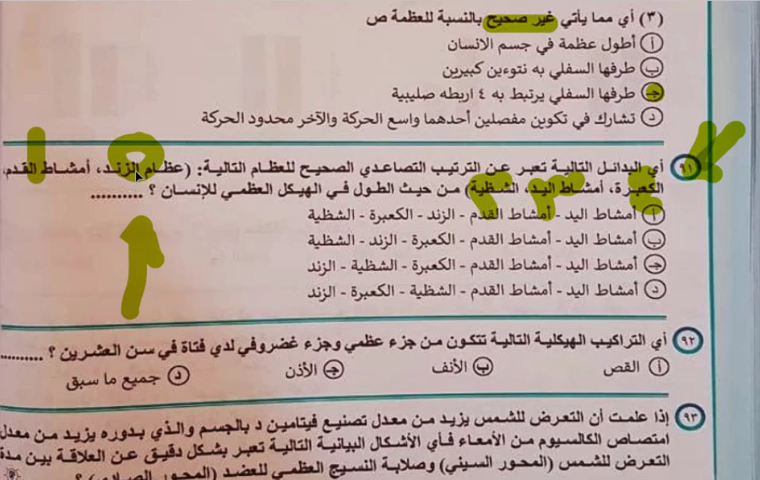 (٣) أي مما يأتي غير صحيح بالنسبة للعظمة ص
أ أطول عظمة في جسم الانسان
ب طرفها السفلي به نتوءين كبيرين
جـ طرفها السفلي يرتبط به ٤ اربطه صليبية
د تشارك في تكوين مفصلين أحدهما واسع الحركة والآخر محدود الحركة
٩١ أي البدائل التالية تعبر عن الترتيب التصاعدي الصحيح للعظام التالية: (عظام الزند، أمشاط القدم،
الكعبرة، أمشاط اليد، الشظية) من حيث الطول في الهيكل العظمي للإنسان ؟ ..........
أ أمشاط اليد - أمشاط القدم - الزند - الكعبرة - الشظية
ب أمشاط اليد - أمشاط القدم - الكعبرة - الزند - الشظية
جـ أمشاط اليد - أمشاط القدم - الكعبرة - الشظية - الزند
د أمشاط اليد - أمشاط القدم - الشظية - الكعبرة - الزند
٩٢ أي التراكيب الهيكلية التالية تتكون من جزء عظمي وجزء غضروفي لدي فتاة في سن العشرين ؟ ..........
أ القص ب الأنف جـ الأذن د جميع ما سبق
٩٣ إذا علمت أن التعرض للشمس يزيد من معدل تصنيع فيتامين د بالجسم والذي بدوره يزيد من معدل
امتصاص الكالسيوم من الأمعاء فأي الأشكال البيانية التالية تعبر بشكل دقيق عن العلاقة بين مدة
التعرض للشمس (المحور السيني) وصلابة النسيج العظمي للعضد (المحور الصادي) ؟